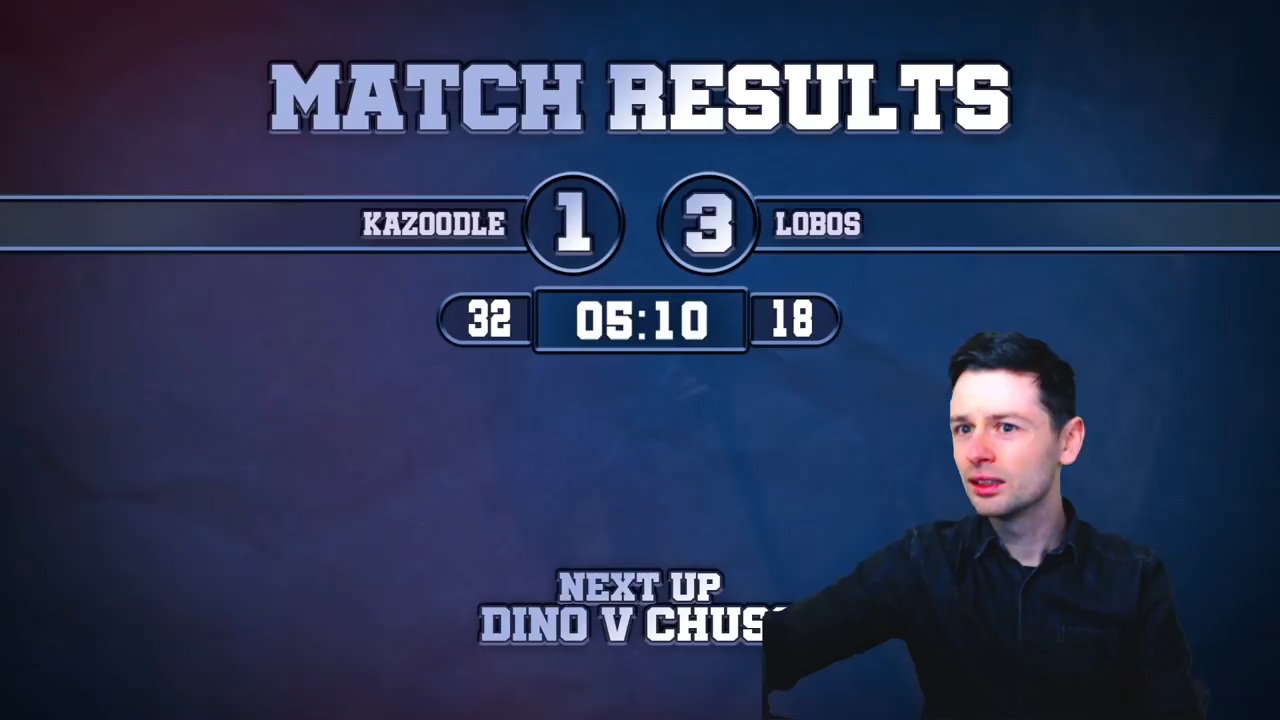 MATCH RESULTS
KAZOODLE 1 3 LOBOS
32 05:10 18
NEXT UP
DINO V